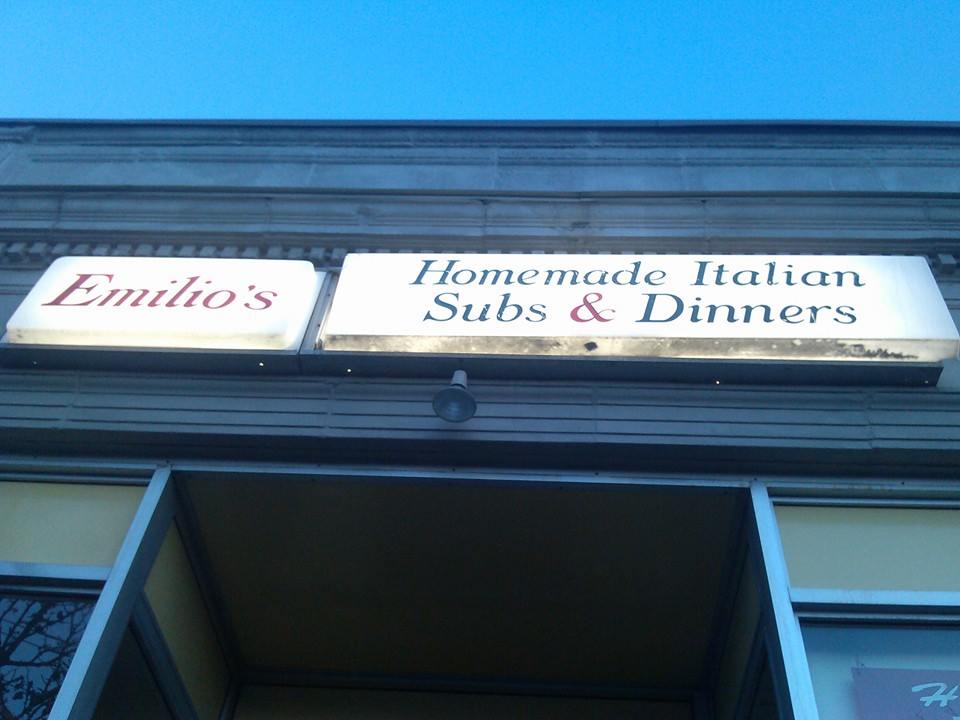 Emilio's
Homemade Italian
Subs & Dinners
H